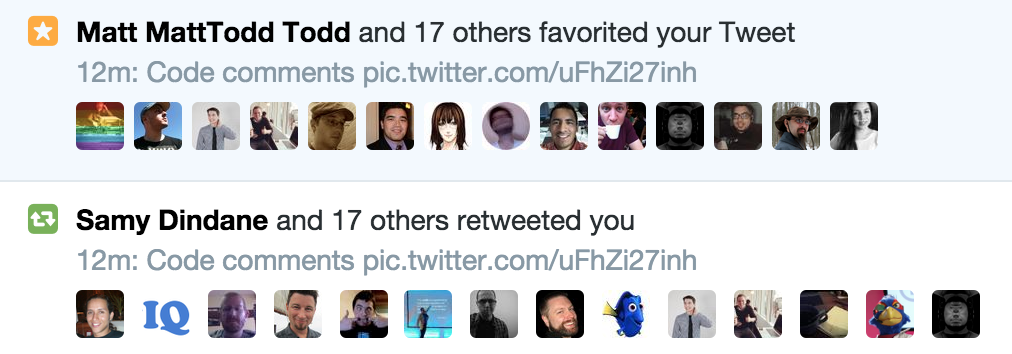 Matt MattTodd Todd and 17 others favorited your Tweet
12m: Code comments pic.twitter.com/uFhZi27inh
Samy Dindane and 17 others retweeted you
12m: Code comments pic.twitter.com/uFhZi27inh
IQ